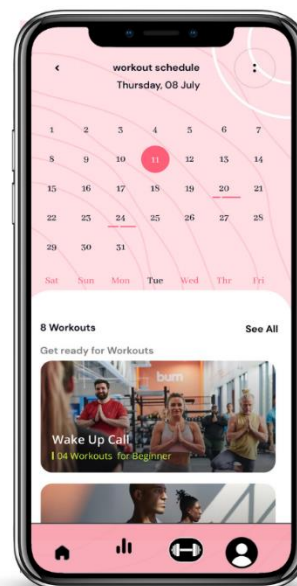 workout schedule
Thursday, 08 July
1 2 3 4 5 6 7
8 9 10 11 12 13 14
15 16 17 18 19 20 21
22 23 24 25 26 27 28
29 30 31
Sat Sun Mon Tue Wed Thr Fri
8 Workouts
See All
Get ready for Workouts
burn
Wake Up Call
04 Workouts for Beginner